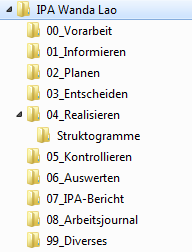 IPA Wanda Lao
00_Vorarbeit
01_Informieren
02_Planen
03_Entscheiden
04_Realisieren
Struktogramme
05_Kontrollieren
06_Auswerten
07_IPA-Bericht
08_Arbeitsjournal
99_Diverses